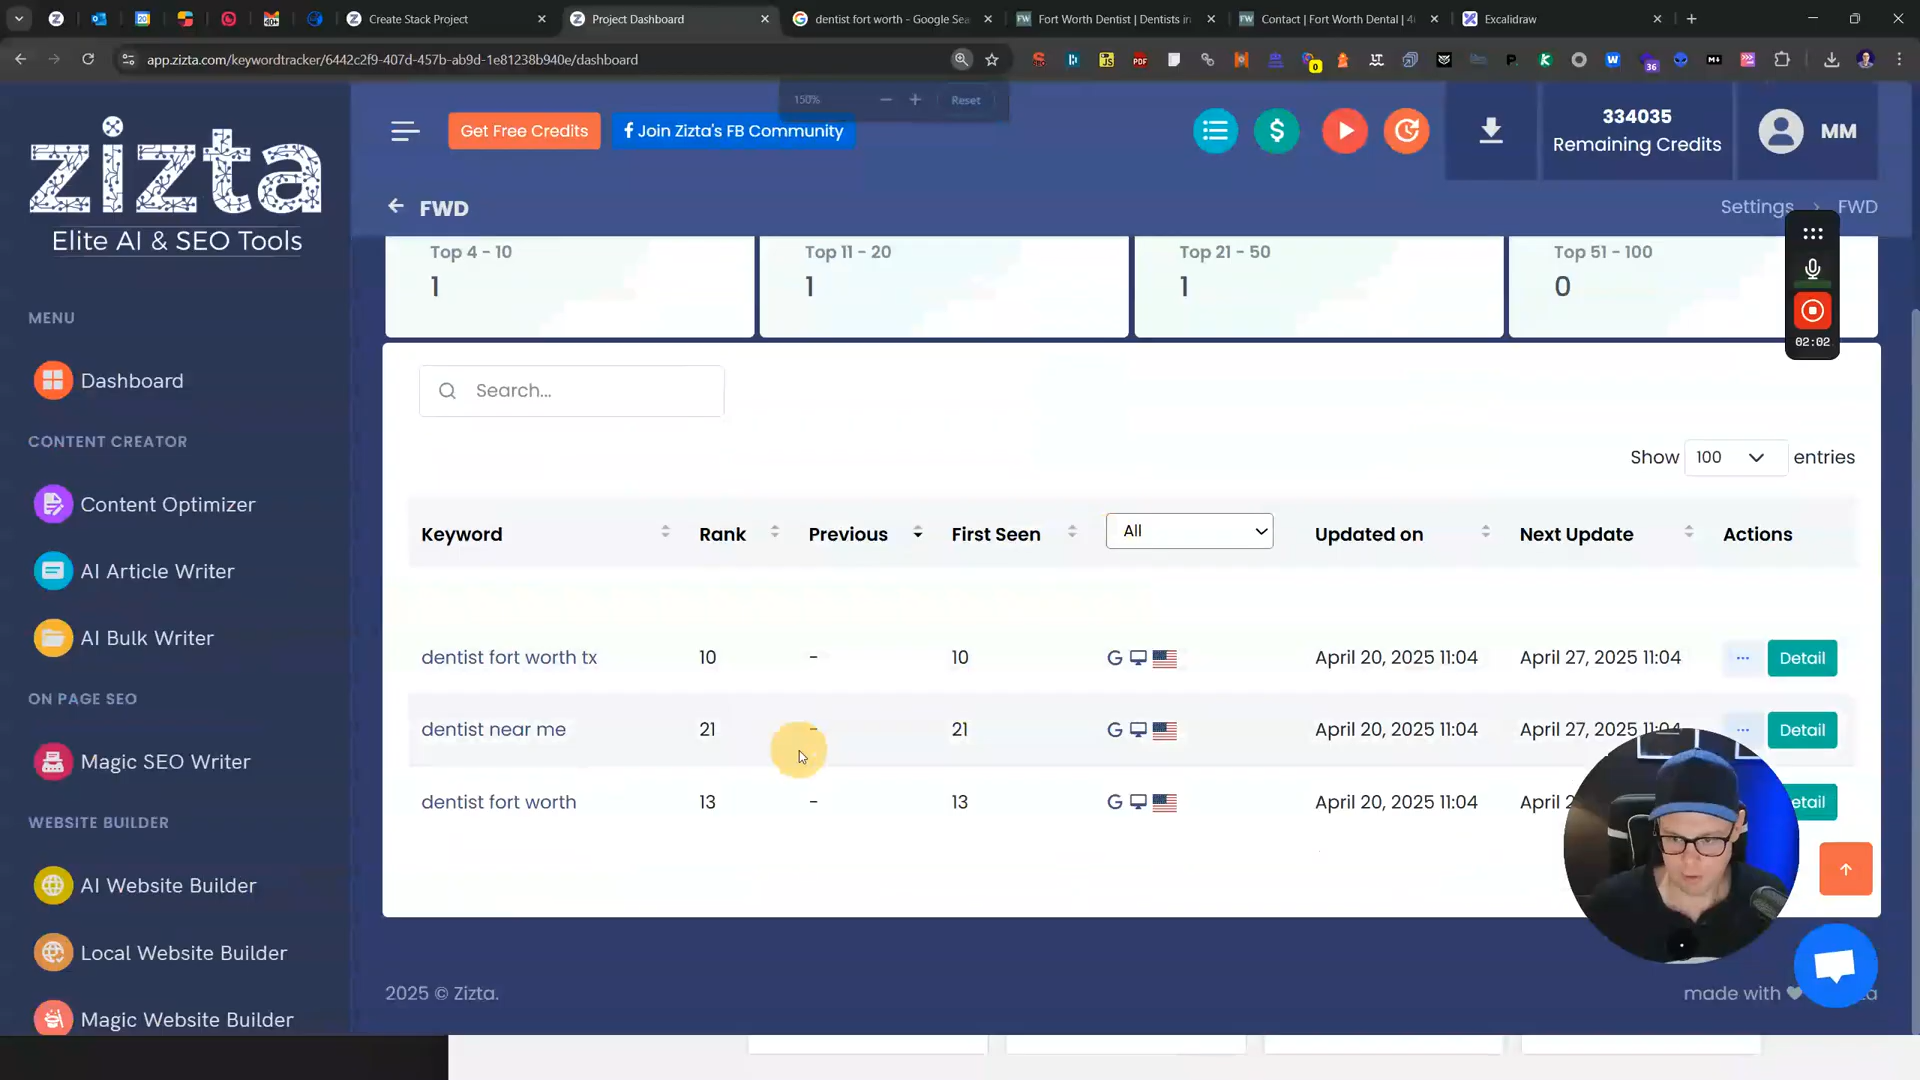 Create Stack Project
Project Dashboard
dentist fort worth - Google Sea
Fort Worth Dentist | Dentists in
Contact | Fort Worth Dental | 4
Excalidraw
app.zizta.com/keywordtracker/6442c2f9-407d-457b-ab9d-1e81238b940e/dashboard
150%
Reset
zizta
Elite AI & SEO Tools
Get Free Credits
Join Zizta's FB Community
334035
Remaining Credits
MM
FWD
Settings
FWD
MENU
Dashboard
CONTENT CREATOR
Content Optimizer
AI Article Writer
AI Bulk Writer
ON PAGE SEO
Magic SEO Writer
WEBSITE BUILDER
AI Website Builder
Local Website Builder
Magic Website Builder
Top 4 - 10
1
Top 11 - 20
1
Top 21 - 50
1
Top 51 - 100
0
02:02
Search...
Show 100 entries
Keyword Rank Previous First Seen All Updated on Next Update Actions
dentist fort worth tx 10 - 10 G April 20, 2025 11:04 April 27, 2025 11:04 ... Detail
dentist near me 21 - 21 G April 20, 2025 11:04 April 27, 2025 11:04 ... Detail
dentist fort worth 13 - 13 G April 20, 2025 11:04 April 2 etail
2025 © Zizta.
made with